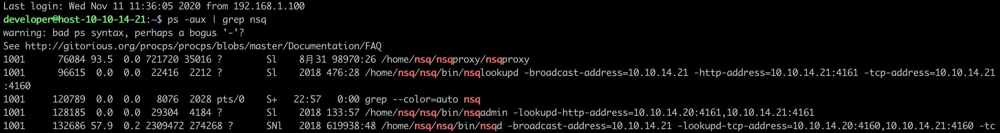 Last login: Wed Nov 11 11:36:05 2020 from 192.168.1.100
developer@host-10-10-14-21:~$ ps -aux | grep nsq
warning: bad ps syntax, perhaps a bogus '-'?
See http://gitorious.org/procps/procps/blobs/master/Documentation/FAQ
1001      76084 93.5  0.0 721720 35016 ?        Sl    8月31 98970:26 /home/nsq/nsqproxy/nsqproxy
1001      96615  0.0  0.0  22416  2212 ?        Sl    2018 476:28 /home/nsq/nsq/bin/nsqlookupd -broadcast-address=10.10.14.21 -http-address=10.10.14.21:4161 -tcp-address=10.10.14.21
:4160
1001     120789  0.0  0.0   8076  2028 pts/0    S+   22:57   0:00 grep --color=auto nsq
1001     128185  0.0  0.0  29304  4184 ?        Sl    2018 133:57 /home/nsq/nsq/bin/nsqadmin -lookupd-http-address=10.10.14.20:4161,10.10.14.21:4161
1001     132686 57.9  0.2 2309472 274268 ?      SNl   2018 619938:48 /home/nsq/nsq/bin/nsqd -broadcast-address=10.10.14.21 -lookupd-tcp-address=10.10.14.20:4160,10.10.14.21:4160 -tc